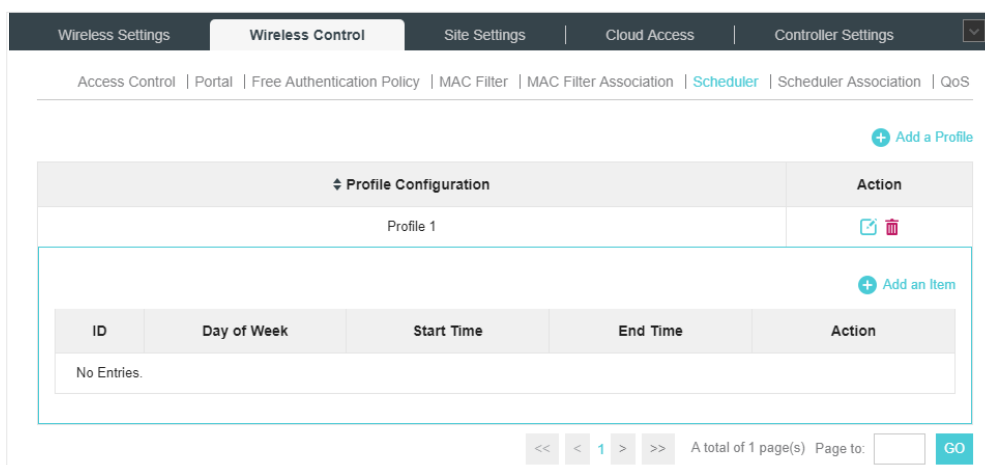 Wireless Settings Wireless Control Site Settings | Cloud Access | Controller Settings
Access Control | Portal | Free Authentication Policy | MAC Filter | MAC Filter Association | Scheduler | Scheduler Association | QoS
Add a Profile
Profile Configuration Action
Profile 1
Add an Item
ID Day of Week Start Time End Time Action
No Entries.
<< < 1 > >> A total of 1 page(s) Page to: GO